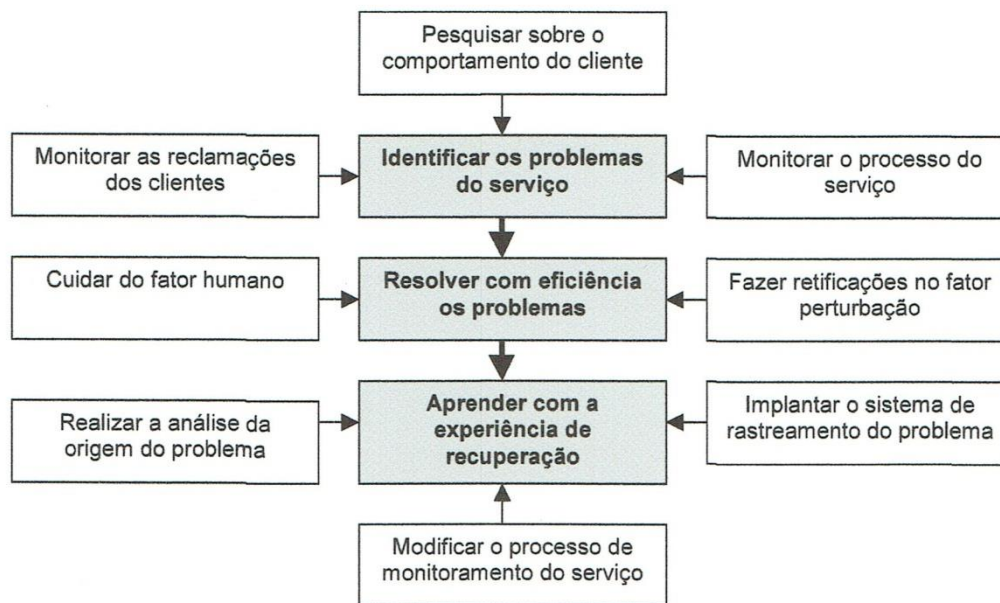 Pesquisar sobre o
comportamento do cliente
Monitorar as reclamações
dos clientes
Identificar os problemas
do serviço
Monitorar o processo do
serviço
Cuidar do fator humano
Resolver com eficiência
os problemas
Fazer retificações no fator
perturbação
Realizar a análise da
origem do problema
Aprender com a
experiência de
recuperação
Implantar o sistema de
rastreamento do problema
Modificar o processo de
monitoramento do serviço